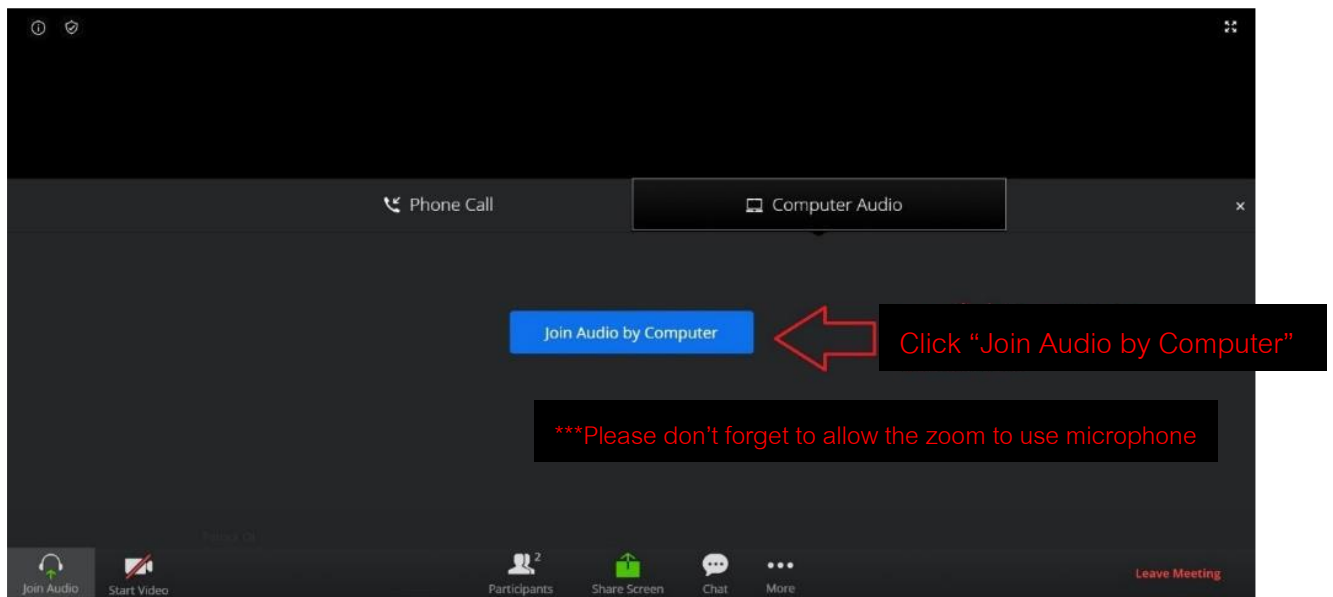 Phone Call
Computer Audio
Join Audio by Computer
Click “Join Audio by Computer”
***Please don't forget to allow the zoom to use microphone
Join Audio
Start Video
2
Participants
Share Screen
Chat
More
Leave Meeting